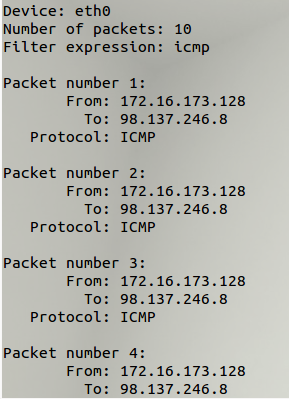 Device: eth0
Number of packets: 10
Filter expression: icmp
Packet number 1:
From: 172.16.173.128
To: 98.137.246.8
Protocol: ICMP
Packet number 2:
From: 172.16.173.128
To: 98.137.246.8
Protocol: ICMP
Packet number 3:
From: 172.16.173.128
To: 98.137.246.8
Protocol: ICMP
Packet number 4:
From: 172.16.173.128
To: 98.137.246.8